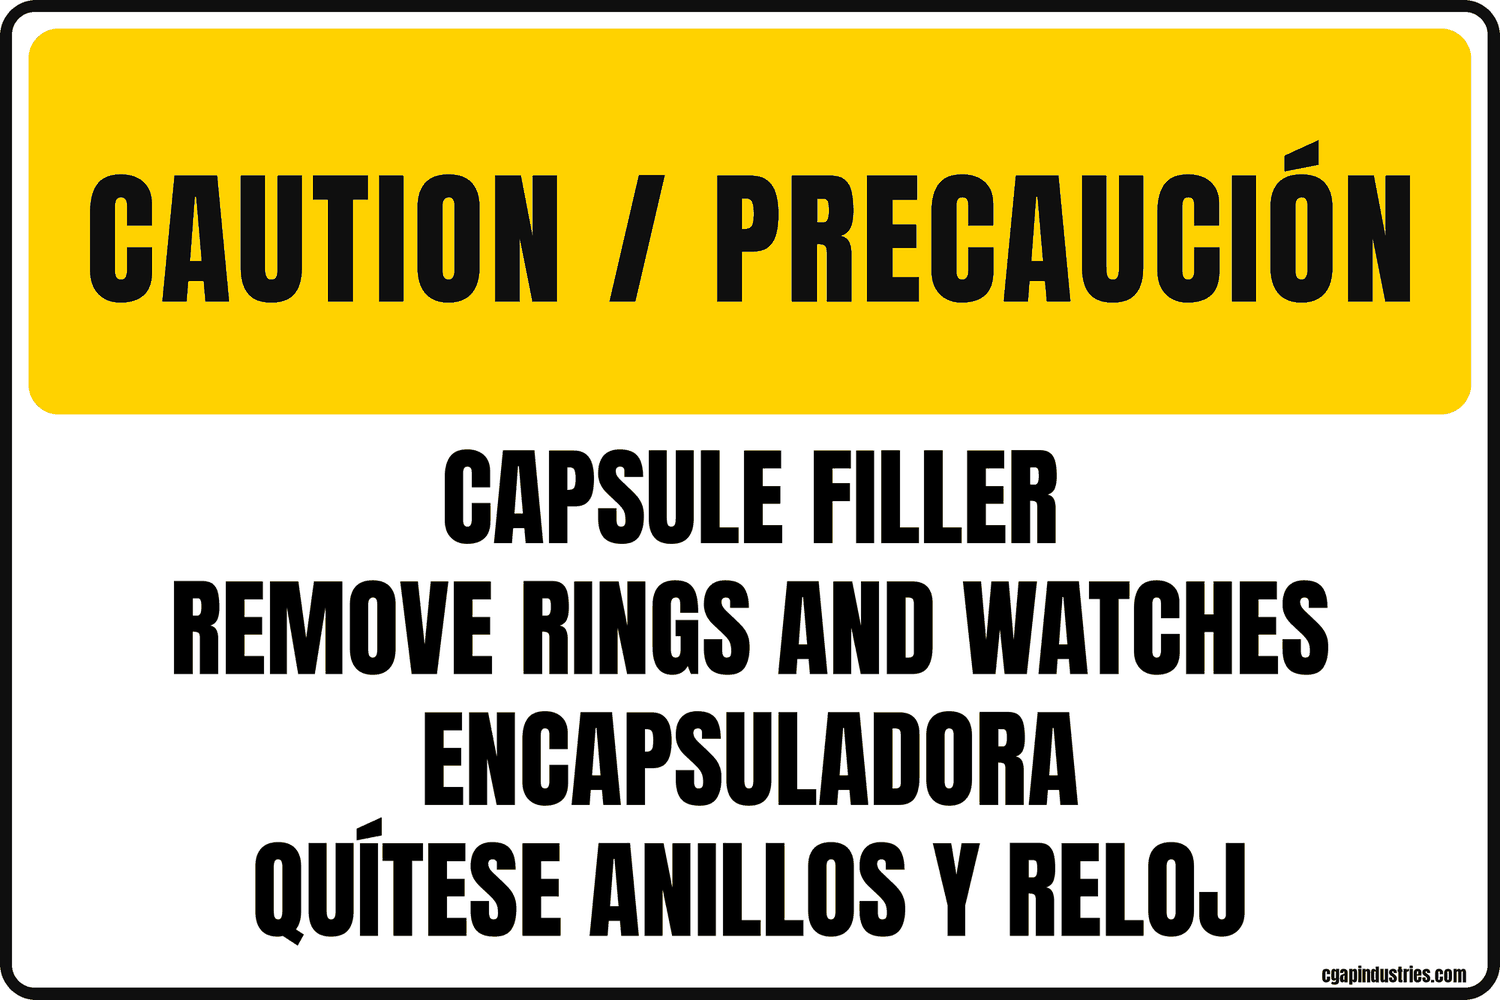 CAUTION / PRECAUCIÓN
CAPSULE FILLER
REMOVE RINGS AND WATCHES
ENCAPSULADORA
QUÍTESE ANILLOS Y RELOJ
cgapindustries.com